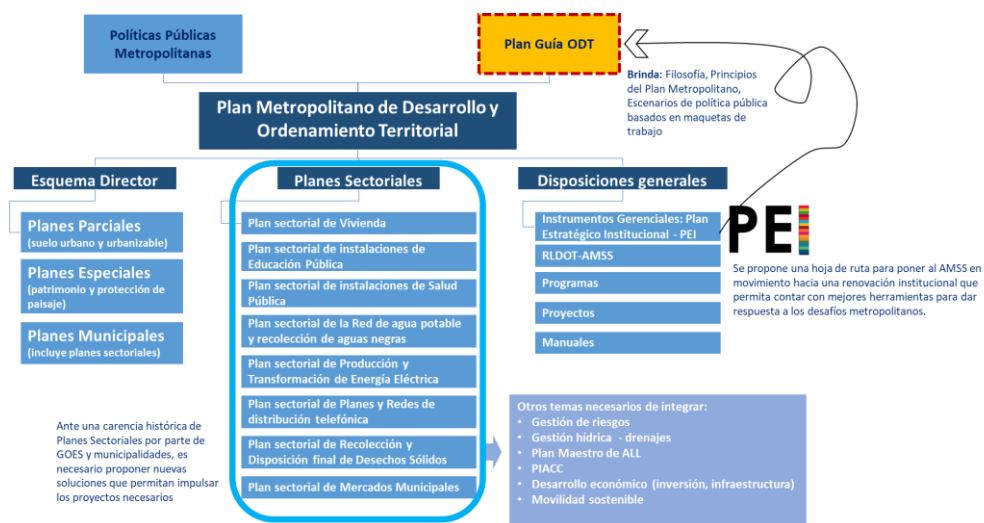 Políticas Públicas
Metropolitanas
Plan Guía ODT
Brinda: Filosofía, Principios
del Plan Metropolitano,
Escenarios de política pública
basados en maquetas de
trabajo
Plan Metropolitano de Desarrollo y
Ordenamiento Territorial
Esquema Director
Planes Parciales
(suelo urbano y urbanizable)
Planes Especiales
(patrimonio y protección de
paisaje)
Planes Municipales
(incluye planes sectoriales)
Ante una carencia histórica de
Planes Sectoriales por parte de
GOES y municipalidades, es
necesario proponer nuevas
soluciones que permitan impulsar
los proyectos necesarios
Planes Sectoriales
Plan sectorial de Vivienda
Plan sectorial de instalaciones de
Educación Pública
Plan sectorial de instalaciones de Salud
Pública
Plan sectorial de la Red de agua potable
y recolección de aguas negras
Plan sectorial de Producción y
Transformación de Energía Eléctrica
Plan sectorial de Planes y Redes de
distribución telefónica
Plan sectorial de Recolección y
Disposición final de Desechos Sólidos
Plan sectorial de Mercados Municipales
Disposiciones generales
Instrumentos Gerenciales: Plan
Estratégico Institucional - PEI
RLDOT-AMSS
Programas
Proyectos
Manuales
PEI
Se propone una hoja de ruta para poner al AMSS en
movimiento hacia una renovación institucional que
permita contar con mejores herramientas para dar
respuesta a los desafíos metropolitanos.
Otros temas necesarios de integrar:
• Gestión de riesgos
• Gestión hídrica - drenajes
• Plan Maestro de ALL
• PIACC
• Desarrollo económico (inversión, infraestructura)
• Movilidad sostenible